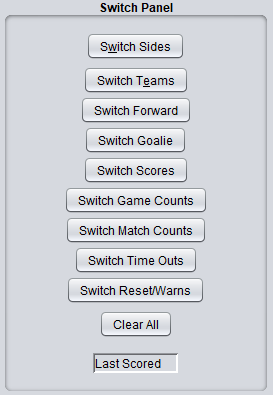 Switch Panel
Switch Sides
Switch Teams
Switch Forward
Switch Goalie
Switch Scores
Switch Game Counts
Switch Match Counts
Switch Time Outs
Switch Reset/Warns
Clear All
Last Scored